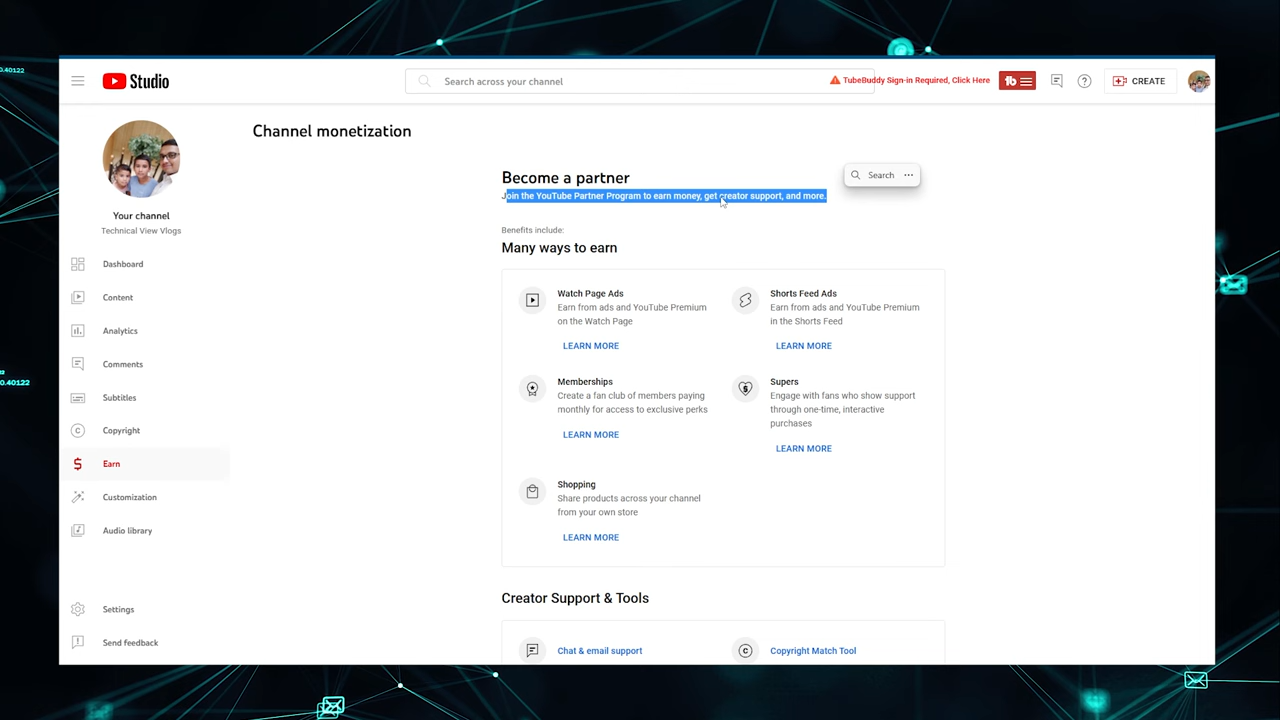 0.40122
Studio
Search across your channel
TubeBuddy Sign-in Required, Click Here
tb
CREATE
Channel monetization
Become a partner
Join the YouTube Partner Program to earn money, get creator support, and more.
Search
Your channel
Technical View Vlogs
Benefits include:
Many ways to earn
Dashboard
Content
Analytics
Comments
Subtitles
Copyright
Earn
Customization
Audio library
Settings
Send feedback
Watch Page Ads
Earn from ads and YouTube Premium
on the Watch Page
LEARN MORE
Shorts Feed Ads
Earn from ads and YouTube Premium
in the Shorts Feed
LEARN MORE
Memberships
Create a fan club of members paying
monthly for access to exclusive perks
LEARN MORE
Supers
Engage with fans who show support
through one-time, interactive
purchases
LEARN MORE
Shopping
Share products across your channel
from your own store
LEARN MORE
Creator Support & Tools
Chat & email support
Copyright Match Tool
0.40122